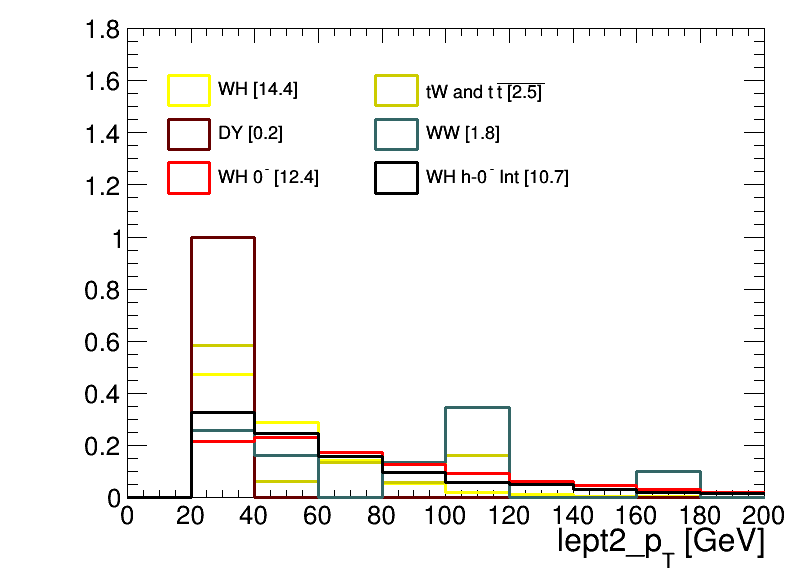 1.8
1.6
1.4
1.2
1
0.8
0.6
0.4
0.2
0
WH [14.4]
tW and t t̅ [2.5]
DY [0.2]
WW [1.8]
WH 0⁻ [12.4]
WH h-0⁻ Int [10.7]
0 20 40 60 80 100 120 140 160 180 200
lept2_p_T [GeV]